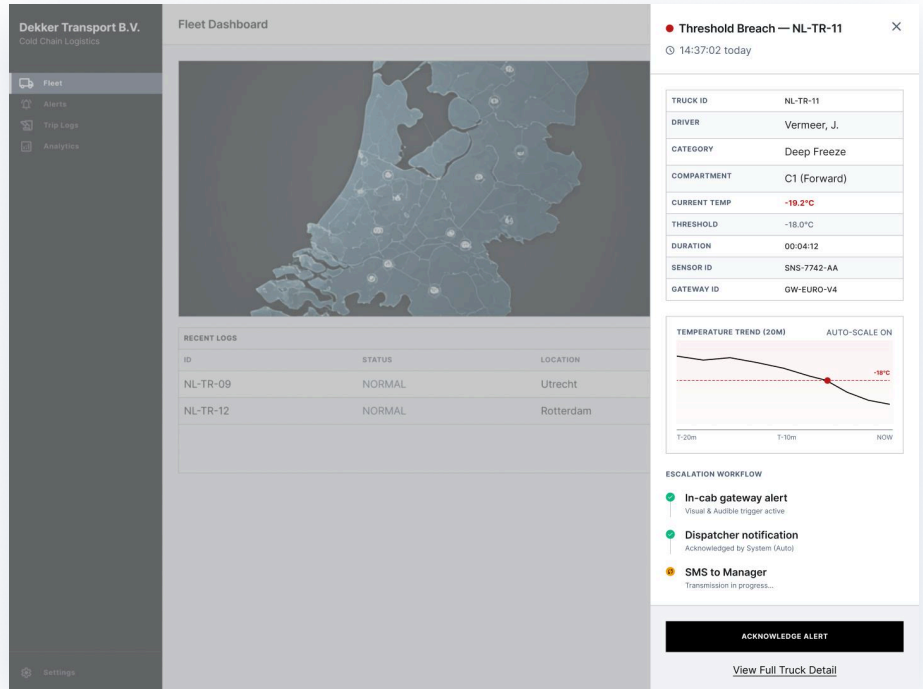 Dekker Transport B.V.
Cold Chain Logistics
Fleet
Alerts
Trip Logs
Analytics
Settings
Fleet Dashboard
RECENT LOGS
ID STATUS LOCATION
NL-TR-09 NORMAL Utrecht
NL-TR-12 NORMAL Rotterdam
Threshold Breach — NL-TR-11
14:37:02 today
TRUCK ID NL-TR-11
DRIVER Vermeer, J.
CATEGORY Deep Freeze
COMPARTMENT C1 (Forward)
CURRENT TEMP -19.2°C
THRESHOLD -18.0°C
DURATION 00:04:12
SENSOR ID SNS-7742-AA
GATEWAY ID GW-EURO-V4
TEMPERATURE TREND (20M) AUTO-SCALE ON
-18°C
T-20m T-10m NOW
ESCALATION WORKFLOW
In-cab gateway alert
Visual & Audible trigger active
Dispatcher notification
Acknowledged by System (Auto)
SMS to Manager
Transmission in progress...
ACKNOWLEDGE ALERT
View Full Truck Detail